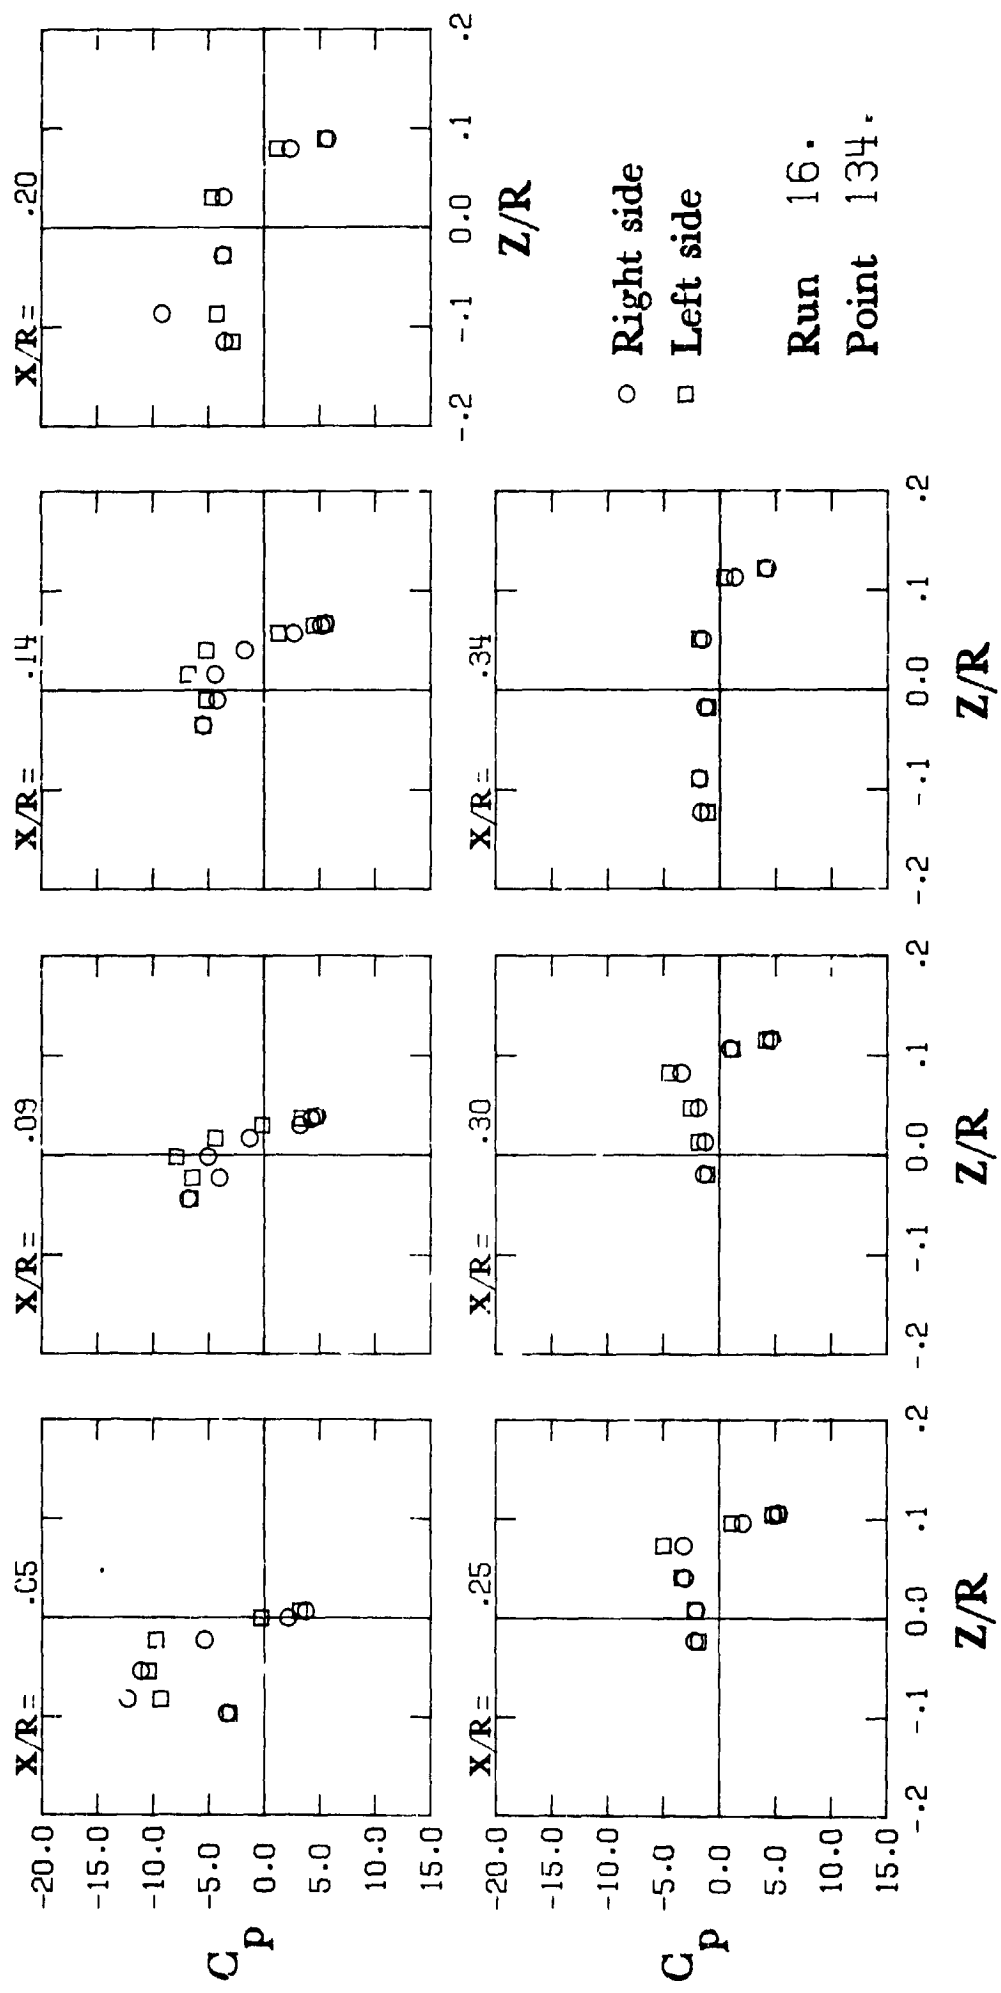 X/R= .05
X/R= .09
X/R= .14
X/R= .20
-20.0
-15.0
-10.0
-5.0
0.0
5.0
10.0
15.0
C p
-.2 -.1 0.0 .1 .2
Z/R
X/R= .25
X/R= .30
X/R= .34
-20.0
-15.0
-10.0
-5.0
0.0
5.0
10.0
15.0
C p
-.2 -.1 0.0 .1 .2
Z/R
-.2 -.1 0.0 .1 .2
Z/R
-.2 -.1 0.0 .1 .2
Z/R
Right side
Left side
Run 16.
Point 134.